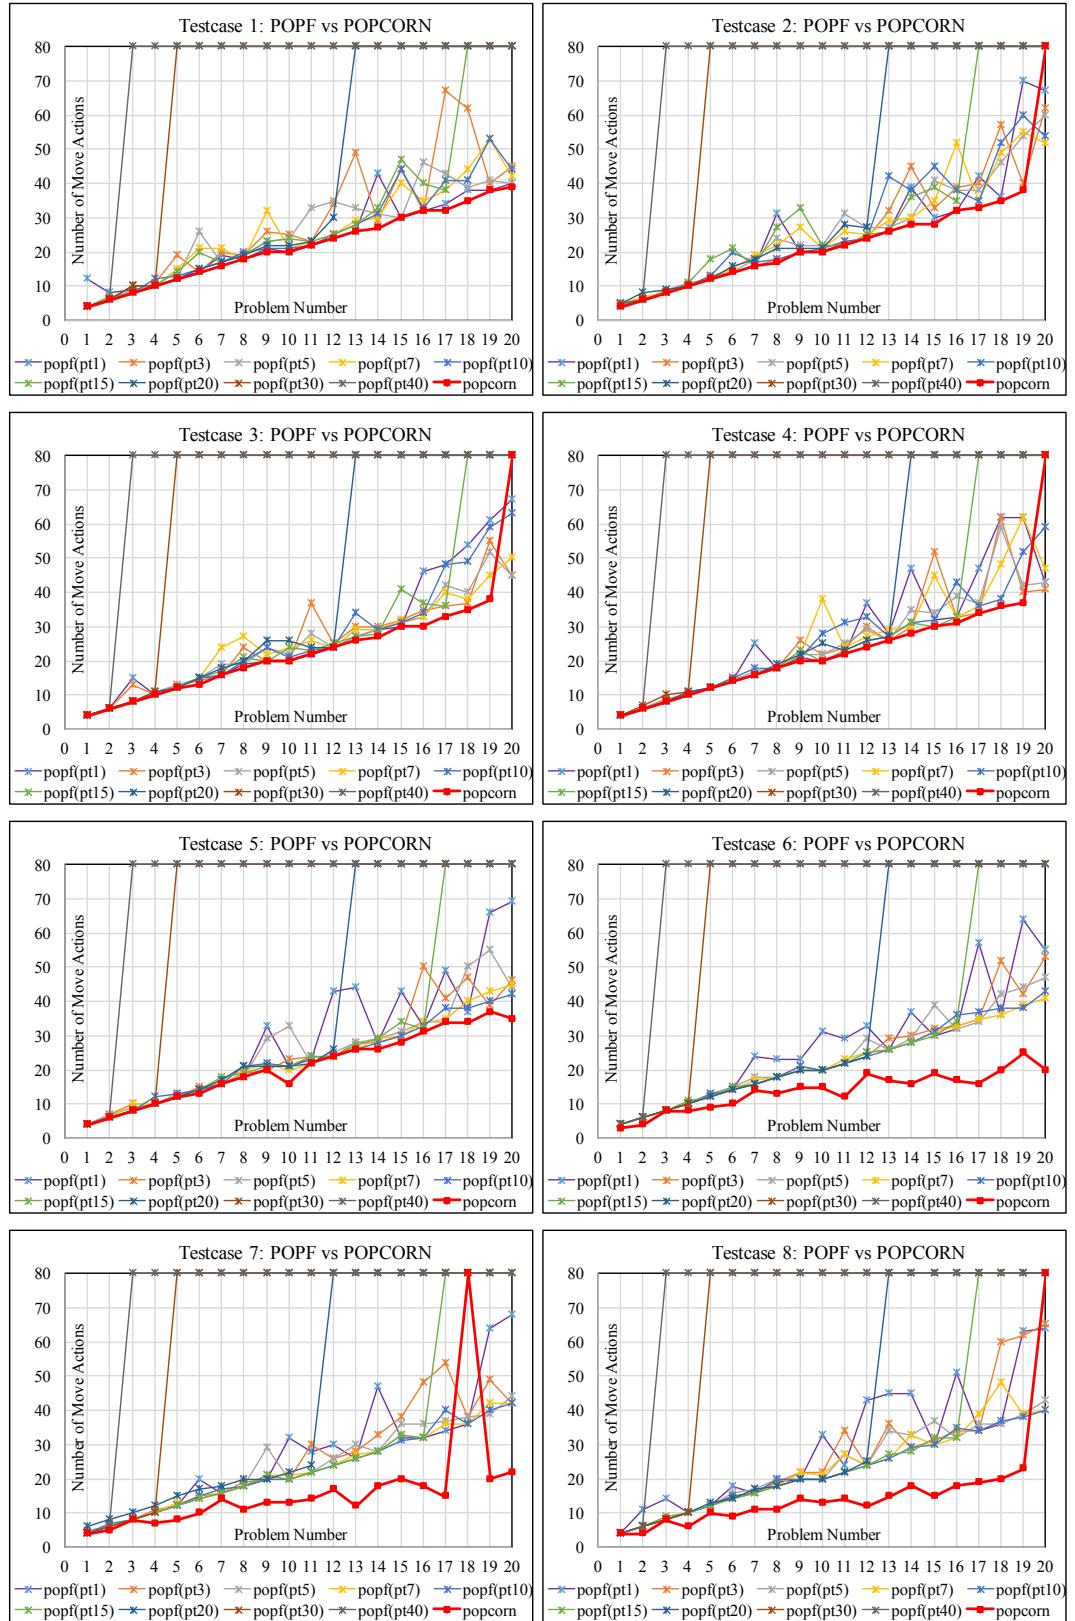 Testcase 1: POPF vs POPCORN
80
70
60
50
40
30
20
10
0
Number of Move Actions
Problem Number
0 1 2 3 4 5 6 7 8 9 10 11 12 13 14 15 16 17 18 19 20
popf(pt1) popf(pt3) popf(pt5) popf(pt7) popf(pt10)
popf(pt15) popf(pt20) popf(pt30) popf(pt40) popcorn
Testcase 2: POPF vs POPCORN
80
70
60
50
40
30
20
10
0
Number of Move Actions
Problem Number
0 1 2 3 4 5 6 7 8 9 10 11 12 13 14 15 16 17 18 19 20
popf(pt1) popf(pt3) popf(pt5) popf(pt7) popf(pt10)
popf(pt15) popf(pt20) popf(pt30) popf(pt40) popcorn
Testcase 3: POPF vs POPCORN
80
70
60
50
40
30
20
10
0
Number of Move Actions
Problem Number
0 1 2 3 4 5 6 7 8 9 10 11 12 13 14 15 16 17 18 19 20
popf(pt1) popf(pt3) popf(pt5) popf(pt7) popf(pt10)
popf(pt15) popf(pt20) popf(pt30) popf(pt40) popcorn
Testcase 4: POPF vs POPCORN
80
70
60
50
40
30
20
10
0
Number of Move Actions
Problem Number
0 1 2 3 4 5 6 7 8 9 10 11 12 13 14 15 16 17 18 19 20
popf(pt1) popf(pt3) popf(pt5) popf(pt7) popf(pt10)
popf(pt15) popf(pt20) popf(pt30) popf(pt40) popcorn
Testcase 5: POPF vs POPCORN
80
70
60
50
40
30
20
10
0
Number of Move Actions
Problem Number
0 1 2 3 4 5 6 7 8 9 10 11 12 13 14 15 16 17 18 19 20
popf(pt1) popf(pt3) popf(pt5) popf(pt7) popf(pt10)
popf(pt15) popf(pt20) popf(pt30) popf(pt40) popcorn
Testcase 6: POPF vs POPCORN
80
70
60
50
40
30
20
10
0
Number of Move Actions
Problem Number
0 1 2 3 4 5 6 7 8 9 10 11 12 13 14 15 16 17 18 19 20
popf(pt1) popf(pt3) popf(pt5) popf(pt7) popf(pt10)
popf(pt15) popf(pt20) popf(pt30) popf(pt40) popcorn
Testcase 7: POPF vs POPCORN
80
70
60
50
40
30
20
10
0
Number of Move Actions
Problem Number
0 1 2 3 4 5 6 7 8 9 10 11 12 13 14 15 16 17 18 19 20
popf(pt1) popf(pt3) popf(pt5) popf(pt7) popf(pt10)
popf(pt15) popf(pt20) popf(pt30) popf(pt40) popcorn
Testcase 8: POPF vs POPCORN
80
70
60
50
40
30
20
10
0
Number of Move Actions
Problem Number
0 1 2 3 4 5 6 7 8 9 10 11 12 13 14 15 16 17 18 19 20
popf(pt1) popf(pt3) popf(pt5) popf(pt7) popf(pt10)
popf(pt15) popf(pt20) popf(pt30) popf(pt40) popcorn